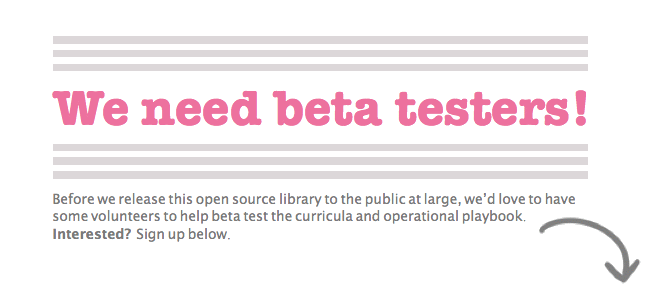 We need beta testers!
Before we release this open source library to the public at large, we’d love to have
some volunteers to help beta test the curricula and operational playbook.
Interested? Sign up below.